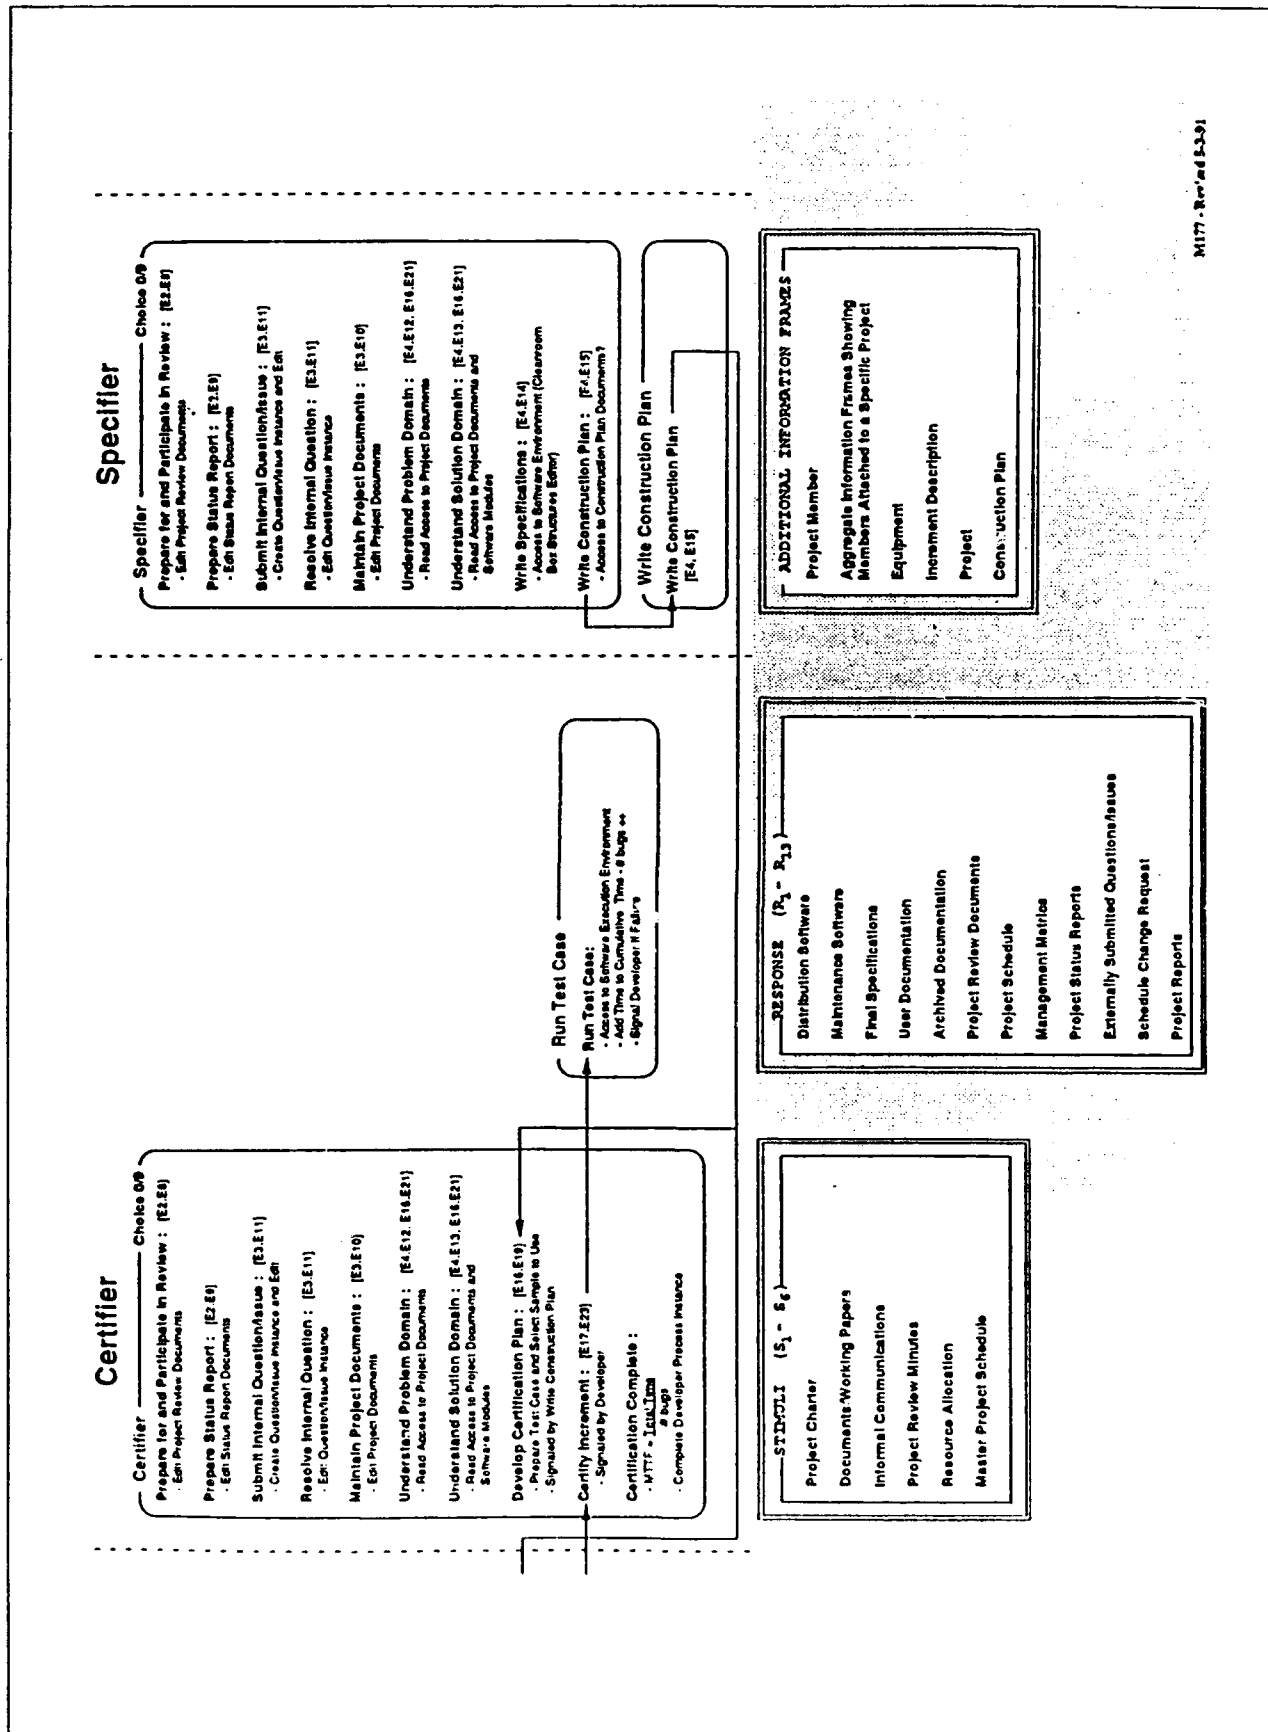 Certifier
Certifier Choice 0/9
Prepare for and Participate in Review : [E2.E8]
- Edit Project Review Documents
Prepare Status Report : [E2.E9]
- Edit Status Report Documents
Submit Internal Question/Issue : [E3.E11]
- Create Question/Issue Instance and Edit
Resolve Internal Question : [E3.E11]
- Edit Question/Issue Instance
Maintain Project Documents : [E3.E10]
- Edit Project Documents
Understand Problem Domain : [E4.E12, E16.E21]
- Read Access to Project Documents
Understand Solution Domain : [E4.E13, E16.E21]
- Read Access to Project Documents and
Software Modules
Develop Certification Plan : [E16.E19]
- Prepare Test Case and Select Sample to Use
- Signaled by Write Construction Plan
Certify Increment : [E17.E23]
- Signaled by Developer
Certification Complete :
- MTTF = Total Time
# bugs
- Complete Developer Process Instance
Run Test Case
Run Test Case:
- Access to Software Execution Environment
- Add Time to Cumulative Time - # bugs ++
- Signal Developer if Failure
Specifier
Specifier Choice 0/9
Prepare for and Participate in Review : [E2.E8]
- Edit Project Review Documents
Prepare Status Report : [E2.E9]
- Edit Status Report Documents
Submit Internal Question/Issue : [E3.E11]
- Create Question/Issue Instance and Edit
Resolve Internal Question : [E3.E11]
- Edit Question/Issue Instance
Maintain Project Documents : [E3.E10]
- Edit Project Documents
Understand Problem Domain : [E4.E12, E16.E21]
- Read Access to Project Documents
Understand Solution Domain : [E4.E13, E16.E21]
- Read Access to Project Documents and
Software Modules
Write Specifications : [E4.E14]
- Access to Software Environment (Cleanroom
Box Structures Editor)
Write Construction Plan : [E4.E15]
- Access to Construction Plan Documents?
Write Construction Plan
Write Construction Plan
[E4, E15]
STIMULI (S1 - S6)
Project Charter
Documents/Working Papers
Informal Communications
Project Review Minutes
Resource Allocation
Master Project Schedule
RESPONSE (R1 - R13)
Distribution Software
Maintenance Software
Final Specifications
User Documentation
Archived Documentation
Project Review Documents
Project Schedule
Management Metrics
Project Status Reports
Externally Submitted Questions/Issues
Schedule Change Request
Project Reports
ADDITIONAL INFORMATION FRAMES
Project Member
Aggregate Information Frames Showing
Members Attached to a Specific Project
Equipment
Increment Description
Project
Construction Plan
M177 - Revised 5-3-91